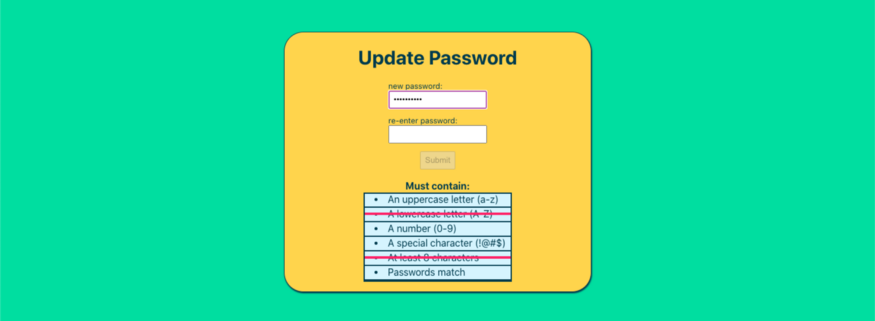 Update Password
new password:
••••••••••
re-enter password:
Submit
Must contain:
• An uppercase letter (a-z)
• A lowercase letter (A-Z)
• A number (0-9)
• A special character (!@#$)
• At least 8 characters
• Passwords match